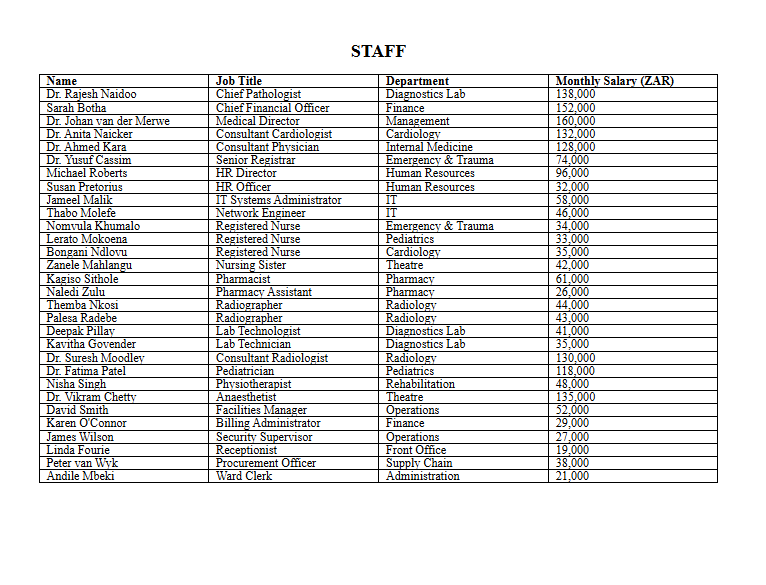 STAFF
Name Job Title Department Monthly Salary (ZAR)
Dr. Rajesh Naidoo Chief Pathologist Diagnostics Lab 138,000
Sarah Botha Chief Financial Officer Finance 152,000
Dr. Johan van der Merwe Medical Director Management 160,000
Dr. Anita Naicker Consultant Cardiologist Cardiology 132,000
Dr. Ahmed Kara Consultant Physician Internal Medicine 128,000
Dr. Yusuf Cassim Senior Registrar Emergency & Trauma 74,000
Michael Roberts HR Director Human Resources 96,000
Susan Pretorius HR Officer Human Resources 32,000
Jameel Malik IT Systems Administrator IT 58,000
Thabo Molefe Network Engineer IT 46,000
Nomvula Khumalo Registered Nurse Emergency & Trauma 34,000
Lerato Mokoena Registered Nurse Pediatrics 33,000
Bongani Ndlovu Registered Nurse Cardiology 35,000
Zanele Mahlangu Nursing Sister Theatre 42,000
Kagiso Sithole Pharmacist Pharmacy 61,000
Naledi Zulu Pharmacy Assistant Pharmacy 26,000
Themba Nkosi Radiographer Radiology 44,000
Palesa Radebe Radiographer Radiology 43,000
Deepak Pillay Lab Technologist Diagnostics Lab 41,000
Kavitha Govender Lab Technician Diagnostics Lab 35,000
Dr. Suresh Moodley Consultant Radiologist Radiology 130,000
Dr. Fatima Patel Pediatrician Pediatrics 118,000
Nisha Singh Physiotherapist Rehabilitation 48,000
Dr. Vikram Chetty Anaesthetist Theatre 135,000
David Smith Facilities Manager Operations 52,000
Karen O'Connor Billing Administrator Finance 29,000
James Wilson Security Supervisor Operations 27,000
Linda Fourie Receptionist Front Office 19,000
Peter van Wyk Procurement Officer Supply Chain 38,000
Andile Mbeki Ward Clerk Administration 21,000